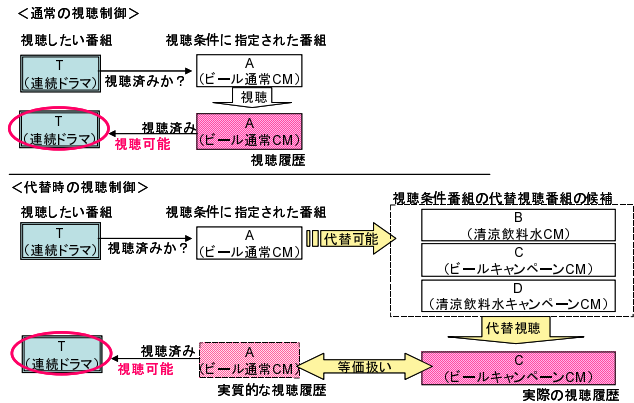 ＜通常の視聴制御＞
視聴したい番組
視聴条件に指定された番組
T
（連続ドラマ）
視聴済みか？
A
（ビール通常CM）
視聴
T
（連続ドラマ）
視聴済み
視聴可能
A
（ビール通常CM）
視聴履歴
＜代替時の視聴制御＞
視聴したい番組
視聴条件に指定された番組
視聴条件番組の代替視聴番組の候補
T
（連続ドラマ）
視聴済みか？
A
（ビール通常CM）
代替可能
B
（清涼飲料水CM）
C
（ビールキャンペーンCM）
D
（清涼飲料水キャンペーンCM）
代替視聴
T
（連続ドラマ）
視聴済み
視聴可能
A
（ビール通常CM）
実質的な視聴履歴
等価扱い
C
（ビールキャンペーンCM）
実際の視聴履歴